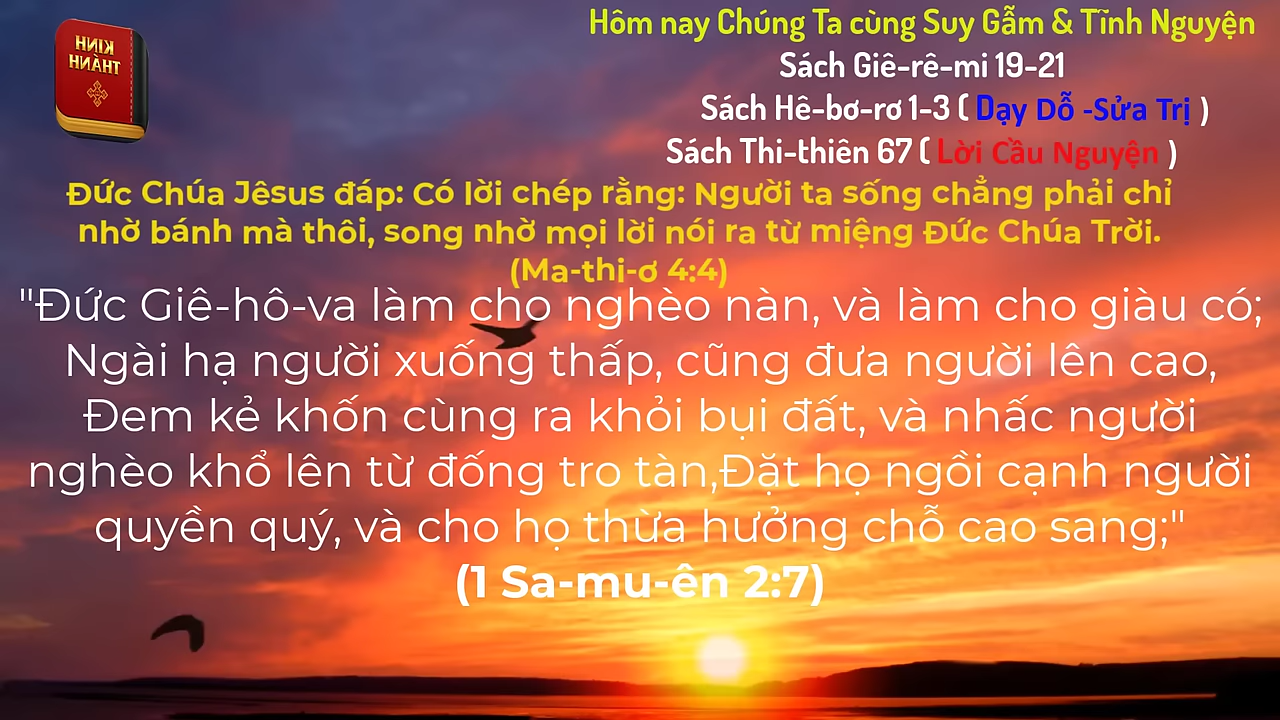 KINH
THÁNH
Hôm nay Chúng Ta cùng Suy Gẫm & Tĩnh Nguyện
Sách Giê-rê-mi 19-21
Sách Hê-bơ-rơ 1-3 ( Dạy Dỗ -Sửa Trị )
Sách Thi-thiên 67 ( Lời Cầu Nguyện )
Đức Chúa Jêsus đáp: Có lời chép rằng: Người ta sống chẳng phải chỉ
nhờ bánh mà thôi, song nhờ mọi lời nói ra từ miệng Đức Chúa Trời.
(Ma-thi-ơ 4:4)
"Đức Giê-hô-va làm cho nghèo nàn, và làm cho giàu có;
Ngài hạ người xuống thấp, cũng đưa người lên cao,
Đem kẻ khốn cùng ra khỏi bụi đất, và nhấc người
nghèo khổ lên từ đống tro tàn,Đặt họ ngồi cạnh người
quyền quý, và cho họ thừa hưởng chỗ cao sang;"
(1 Sa-mu-ên 2:7)